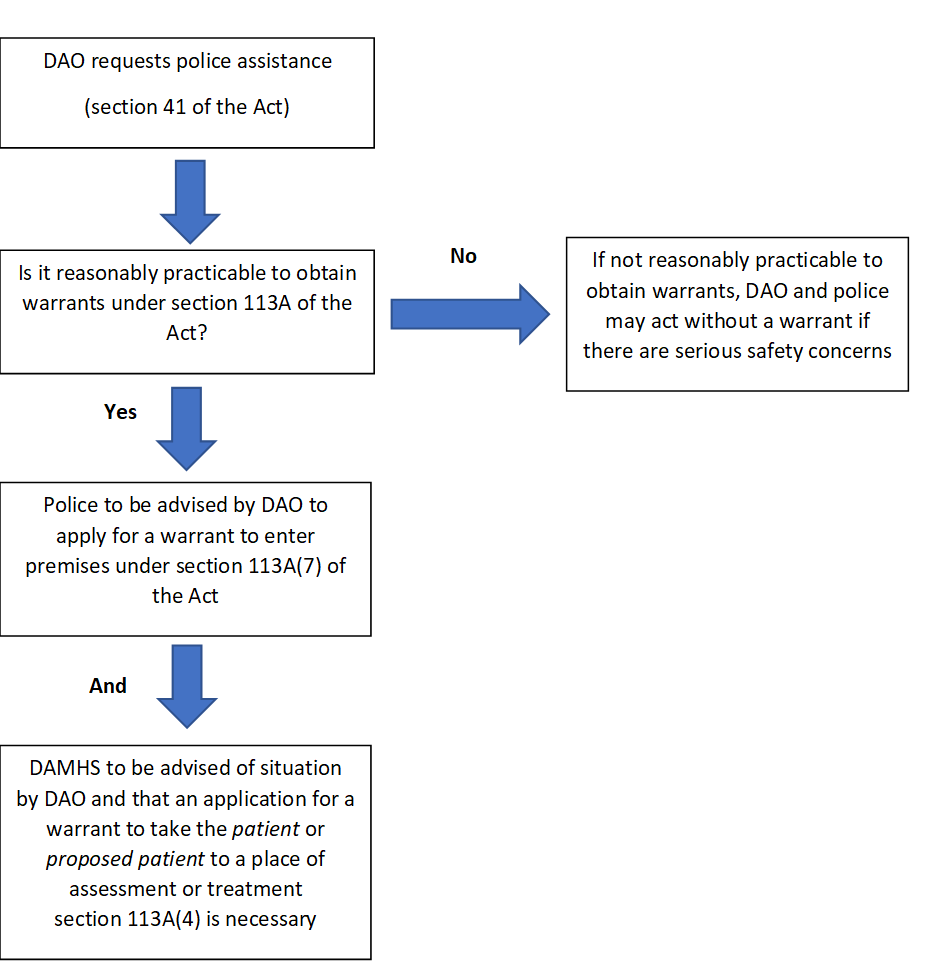 DAO requests police assistance
(section 41 of the Act)
Is it reasonably practicable to obtain
warrants under section 113A of the
Act?
No
If not reasonably practicable to
obtain warrants, DAO and police
may act without a warrant if
there are serious safety concerns
Yes
Police to be advised by DAO to
apply for a warrant to enter
premises under section 113A(7) of
the Act
And
DAMHS to be advised of situation
by DAO and that an application for a
warrant to take the patient or
proposed patient to a place of
assessment or treatment
section 113A(4) is necessary